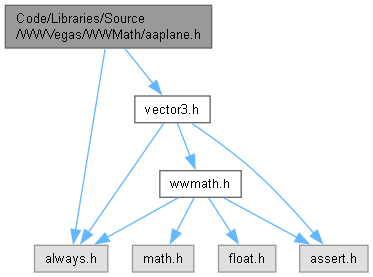 Code/Libraries/Source
/WWVegas/WWMath/aaplane.h
vector3.h
wwmath.h
always.h
math.h
float.h
assert.h